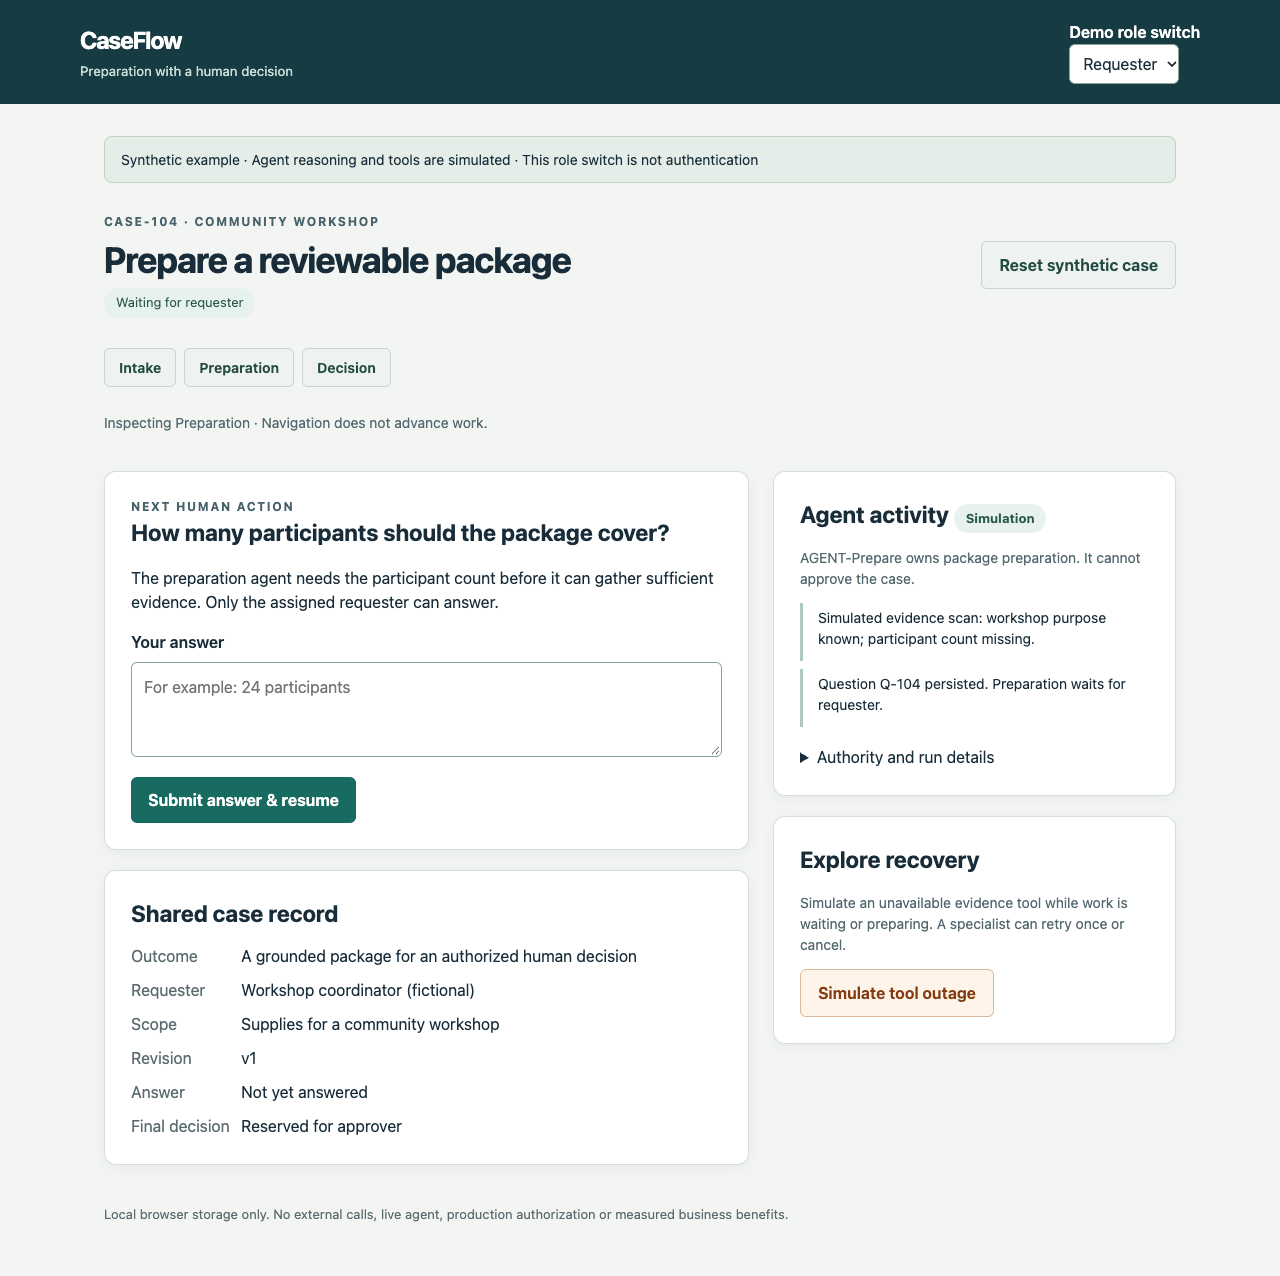 CaseFlow
Preparation with a human decision
Demo role switch
Requester
Synthetic example · Agent reasoning and tools are simulated · This role switch is not authentication
CASE-104 · COMMUNITY WORKSHOP
Prepare a reviewable package
Waiting for requester
Reset synthetic case
Intake
Preparation
Decision
Inspecting Preparation · Navigation does not advance work.
NEXT HUMAN ACTION
How many participants should the package cover?
The preparation agent needs the participant count before it can gather sufficient
evidence. Only the assigned requester can answer.
Your answer
For example: 24 participants
Submit answer & resume
Shared case record
Outcome A grounded package for an authorized human decision
Requester Workshop coordinator (fictional)
Scope Supplies for a community workshop
Revision v1
Answer Not yet answered
Final decision Reserved for approver
Agent activity
Simulation
AGENT-Prepare owns package preparation. It cannot
approve the case.
Simulated evidence scan: workshop purpose
known; participant count missing.
Question Q-104 persisted. Preparation waits for
requester.
Authority and run details
Explore recovery
Simulate an unavailable evidence tool while work is
waiting or preparing. A specialist can retry once or
cancel.
Simulate tool outage
Local browser storage only. No external calls, live agent, production authorization or measured business benefits.